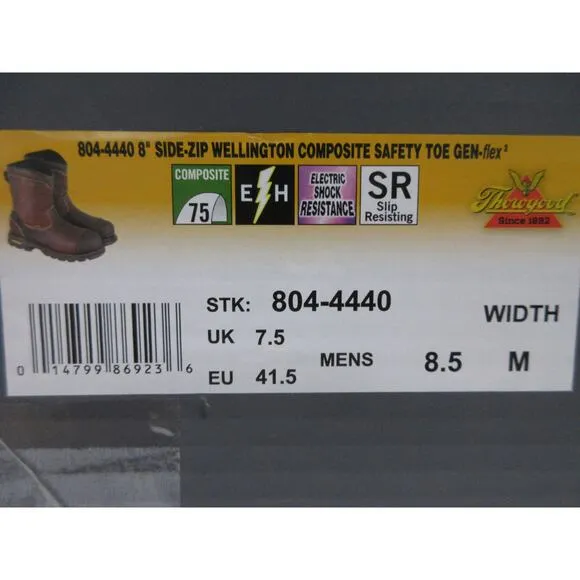 804-4440 8" SIDE-ZIP WELLINGTON COMPOSITE SAFETY TOE GEN-flex²
COMPOSITE
75
E H
ELECTRIC
SHOCK
RESISTANCE
SR
Slip
Resisting
Thorogood
Since 1892
STK: 804-4440
WIDTH
UK 7.5
MENS 8.5 M
EU 41.5
0 14799 86923 6